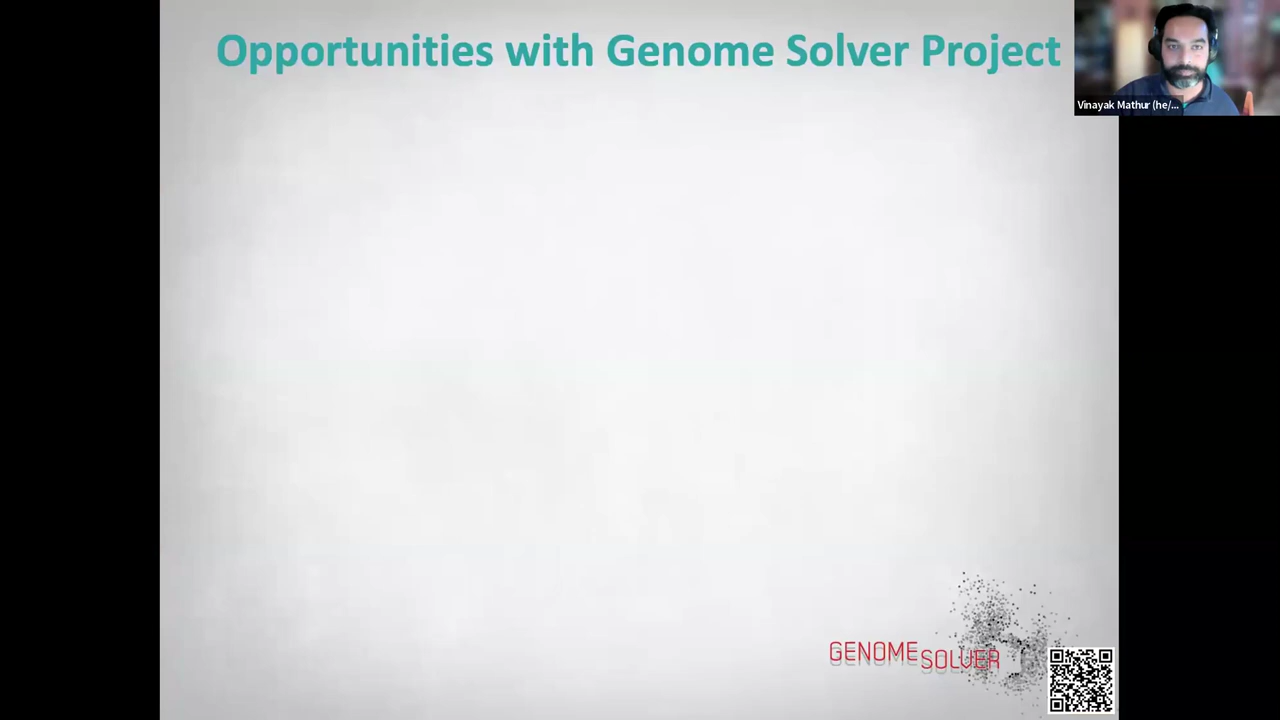 Opportunities with Genome Solver Project
Vinayak Mathur (he/...
GENOME SOLVER